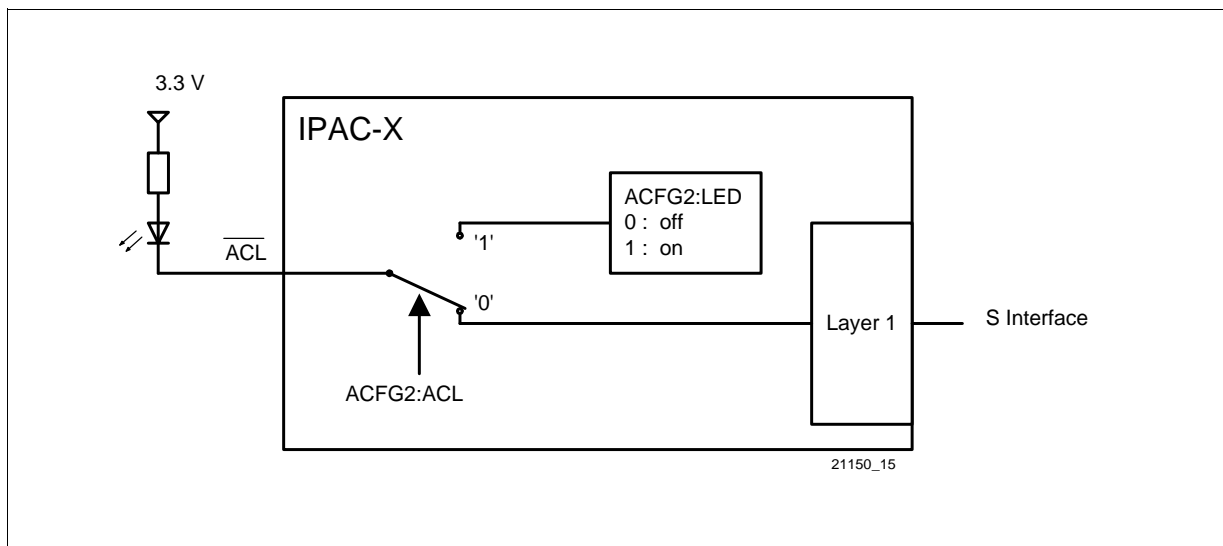 3.3 V
IPAC-X
ACFG2:LED
0 : off
1 : on
'1'
ACL
'0'
Layer 1
S Interface
ACFG2:ACL
21150_15